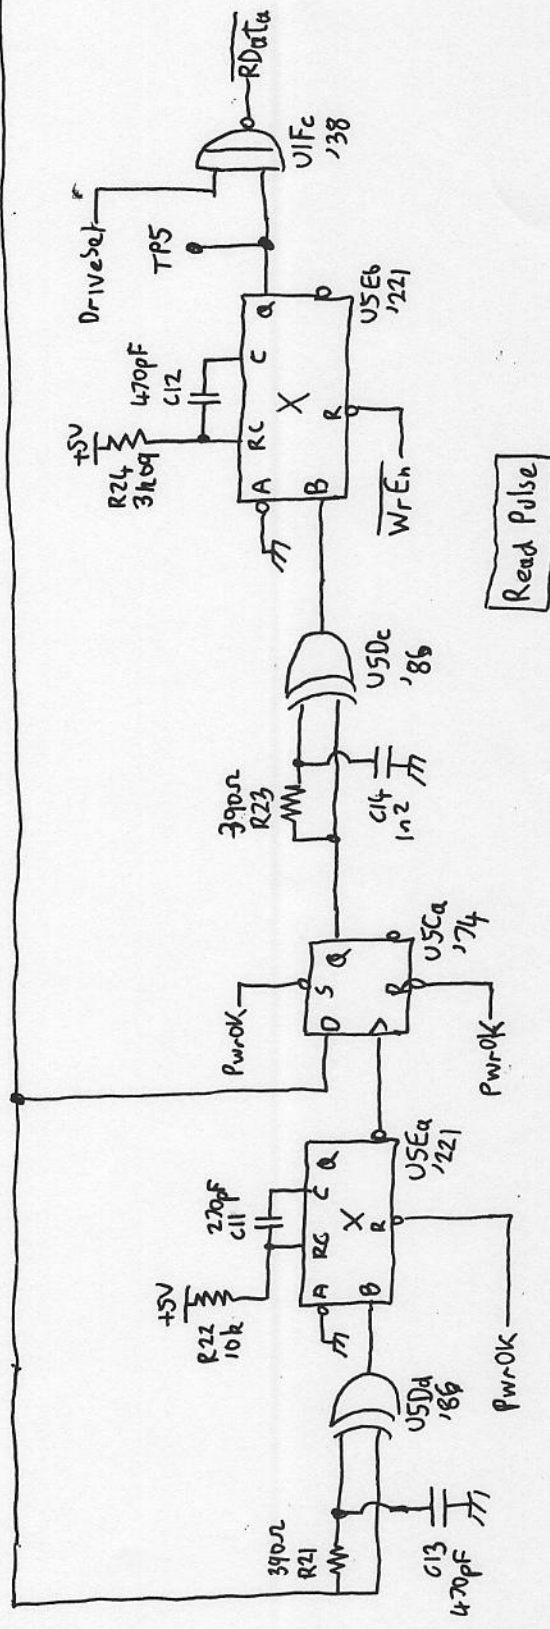 390Ω
R21
C13
470pF
U5Dd
'86
+5V
R22
10k
270pF
C11
A
RC
C
Q
B
X
R
U5Ea
'221
PwrOK
PwrOK
D
S
Q
R
U5Ca
'74
PwrOK
390Ω
R23
C14
1n2
U5Dc
'86
+5V
R24
3k09
470pF
C12
A
RC
C
Q
B
X
R
U5Eb
'221
WrEn
TP5
DriveSel
U1Fc
'38
RData
Read Pulse